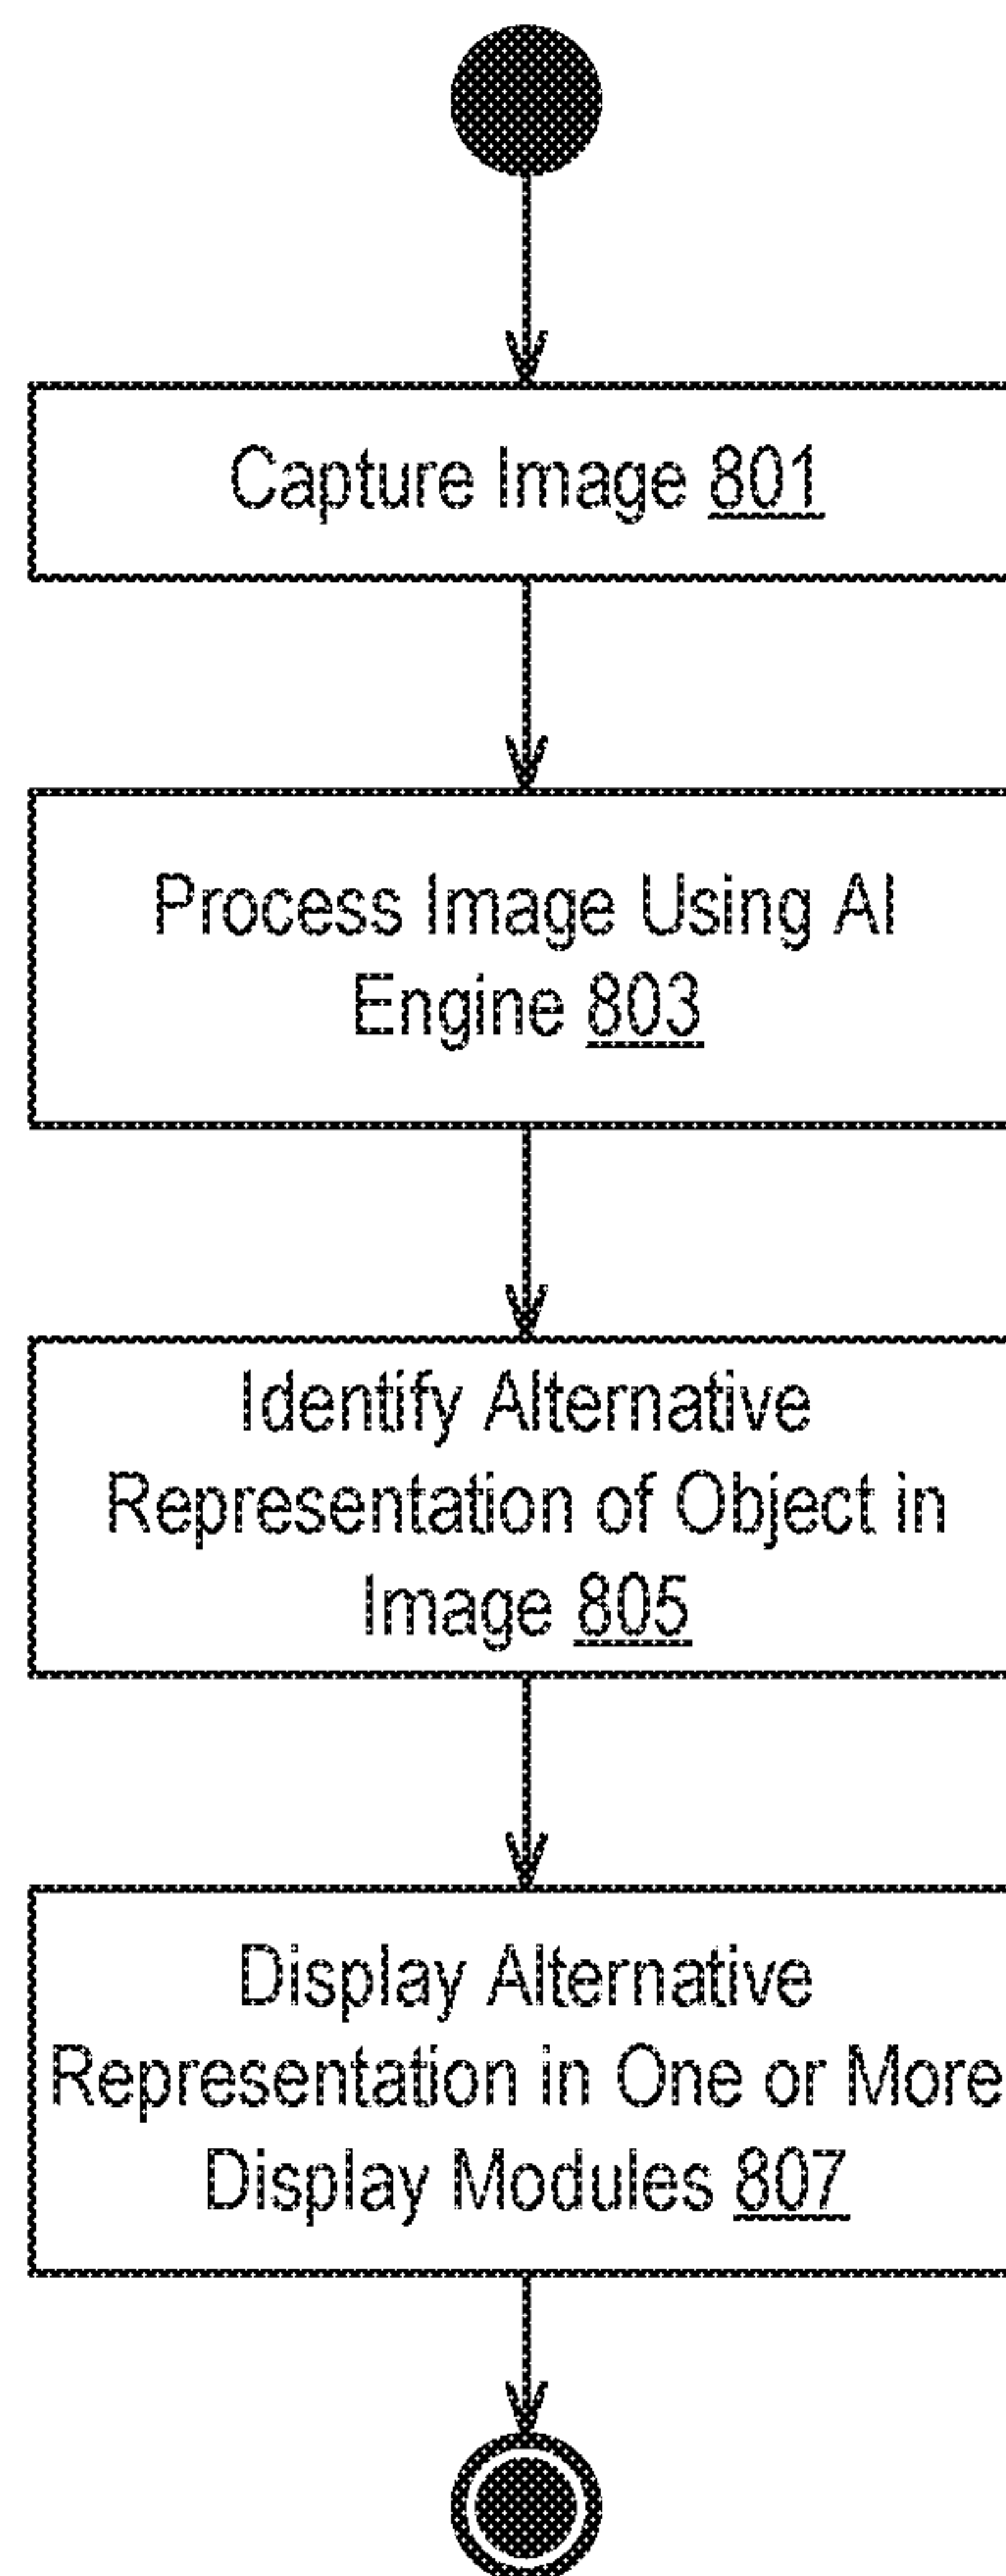 Capture Image 801
Process Image Using AI
Engine 803
Identify Alternative
Representation of Object in
Image 805
Display Alternative
Representation in One or More
Display Modules 807